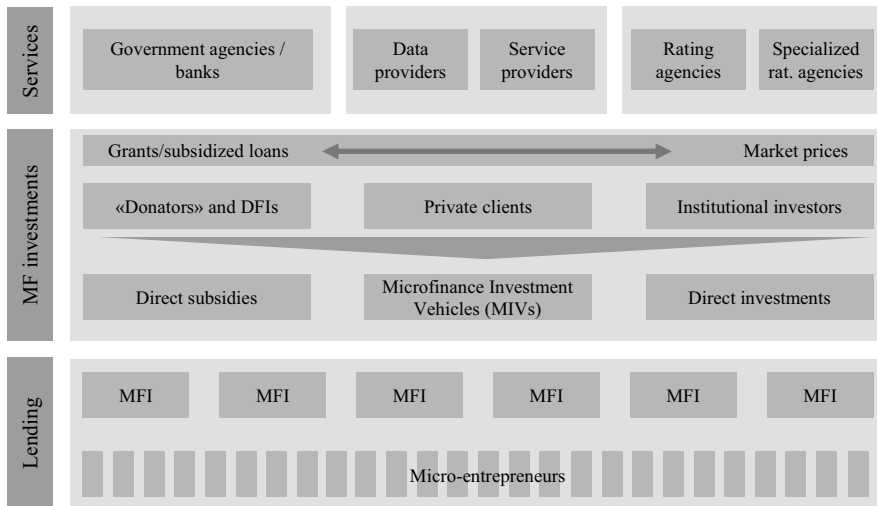 Services
Government agencies /
banks
Data
providers
Service
providers
Rating
agencies
Specialized
rat. agencies
MF investments
Grants/subsidized loans
Market prices
«Donators» and DFIs
Private clients
Institutional investors
Direct subsidies
Microfinance Investment
Vehicles (MIVs)
Direct investments
Lending
MFI
MFI
MFI
MFI
MFI
MFI
Micro-entrepreneurs